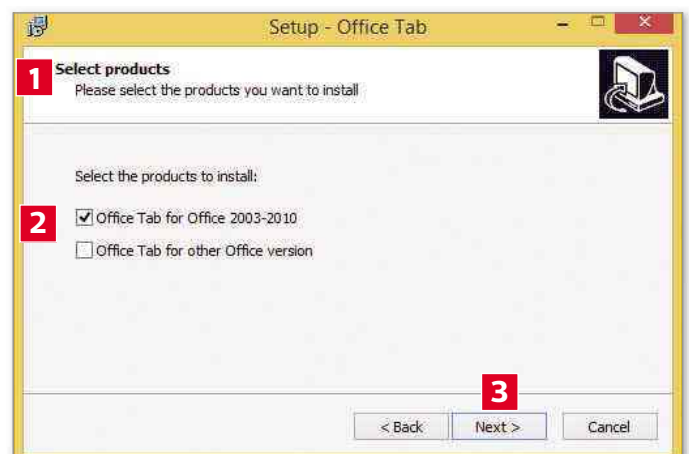 Setup - Office Tab
1 Select products
Please select the products you want to install
Select the products to install:
2 Office Tab for Office 2003-2010
Office Tab for other Office version
3
< Back Next > Cancel